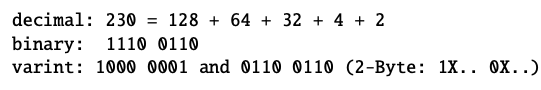 decimal: 230 = 128 + 64 + 32 + 4 + 2
binary:  1110 0110
varint: 1000 0001 and 0110 0110 (2-Byte: 1X.. 0X..)